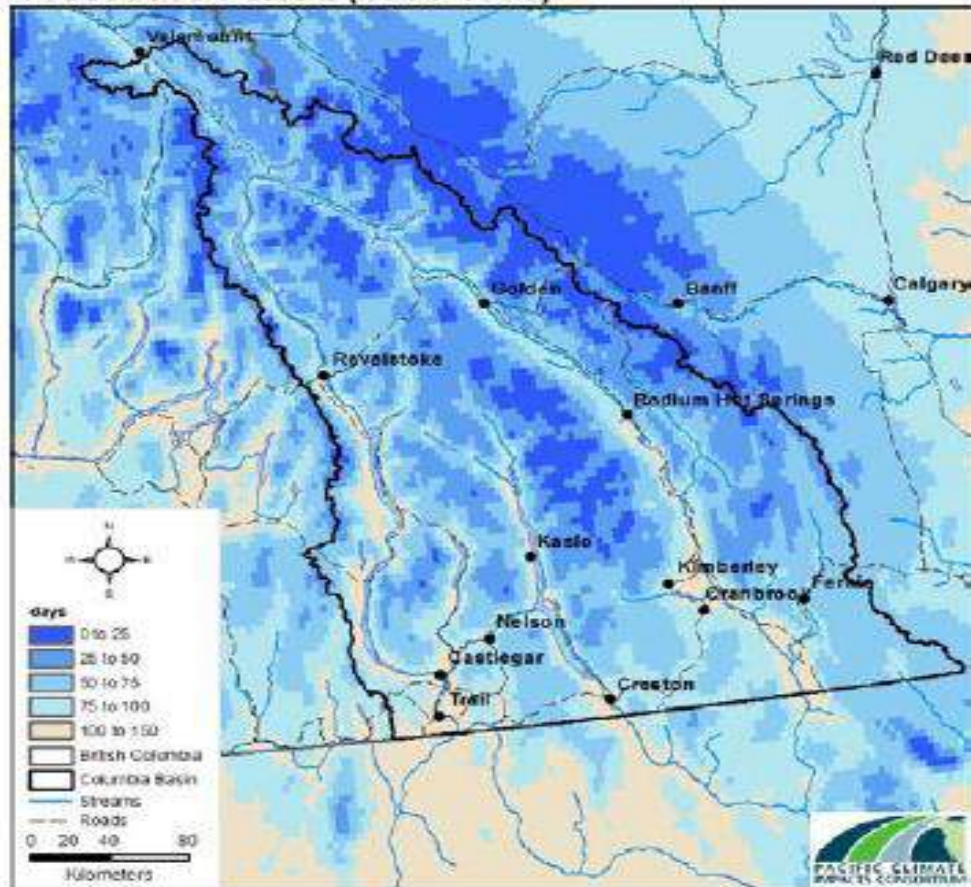 Valemount
Red Deer
Golden
Banff
Calgary
Revelstoke
Radium Hot Springs
Kaslo
Kimberley
Fernie
Cranbrook
Nelson
Castlegar
Creston
Trail
N
S
days
0 to 25
25 to 50
50 to 75
75 to 100
100 to 150
British Columbia
Columbia Basin
Streams
Roads
0 20 40 80
Kilometers
PACIFIC CLIMATE
IMPACTS CONSORTIUM